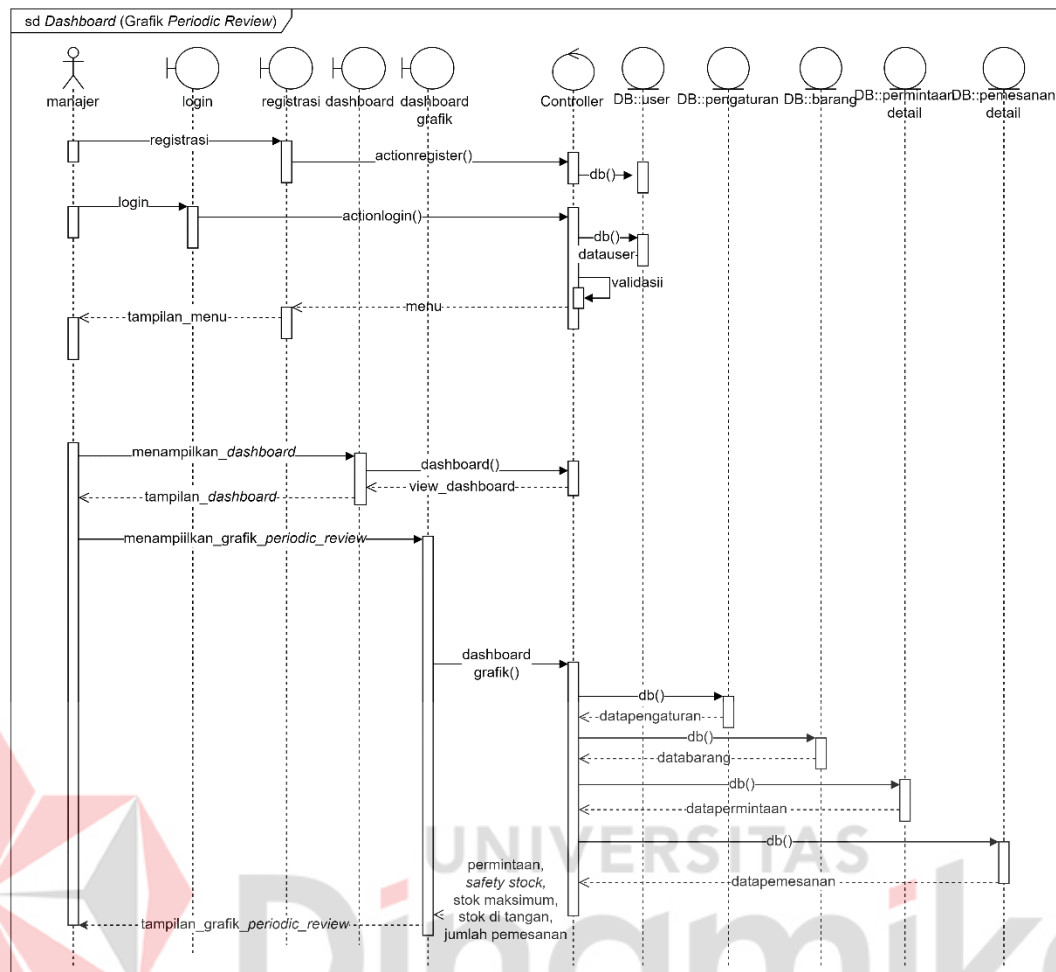 sd Dashboard (Grafik Periodic Review)
manajer
login
registrasi
dashboard
dashboard
grafik
Controller
DB::user
DB::pengaturan
DB::barang
DB::permintaan
detail
DB::pemesanan
detail
registrasi
actionregister()
db()
login
actionlogin()
db()
datauser
validasii
menu
tampilan_menu
menampilkan_dashboard
dashboard()
view_dashboard
tampilan_dashboard
menampiilkan_grafik_periodic_review
dashboard
grafik()
db()
datapengaturan
db()
databarang
db()
datapermintaan
db()
datapemesanan
permintaan,
safety stock,
stok maksimum,
stok di tangan,
jumlah pemesanan
tampilan_grafik_periodic_review
UNIVERSITAS
Dinamika